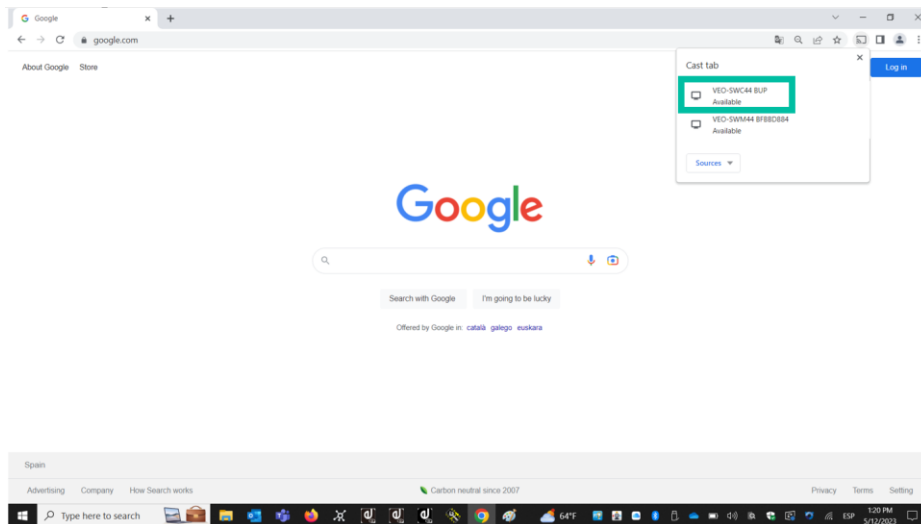 Google
google.com
About Google Store
Log in
Cast tab
VEO-SWC44 BUP
Available
VEO-SWM44 BFBBD884
Available
Sources
Google
Search with Google I'm going to be lucky
Offered by Google in: català galego euskara
Spain
Advertising Company How Search works Carbon neutral since 2007 Privacy Terms Setting
Type here to search 64°F ESP 1:20 PM
5/12/2023